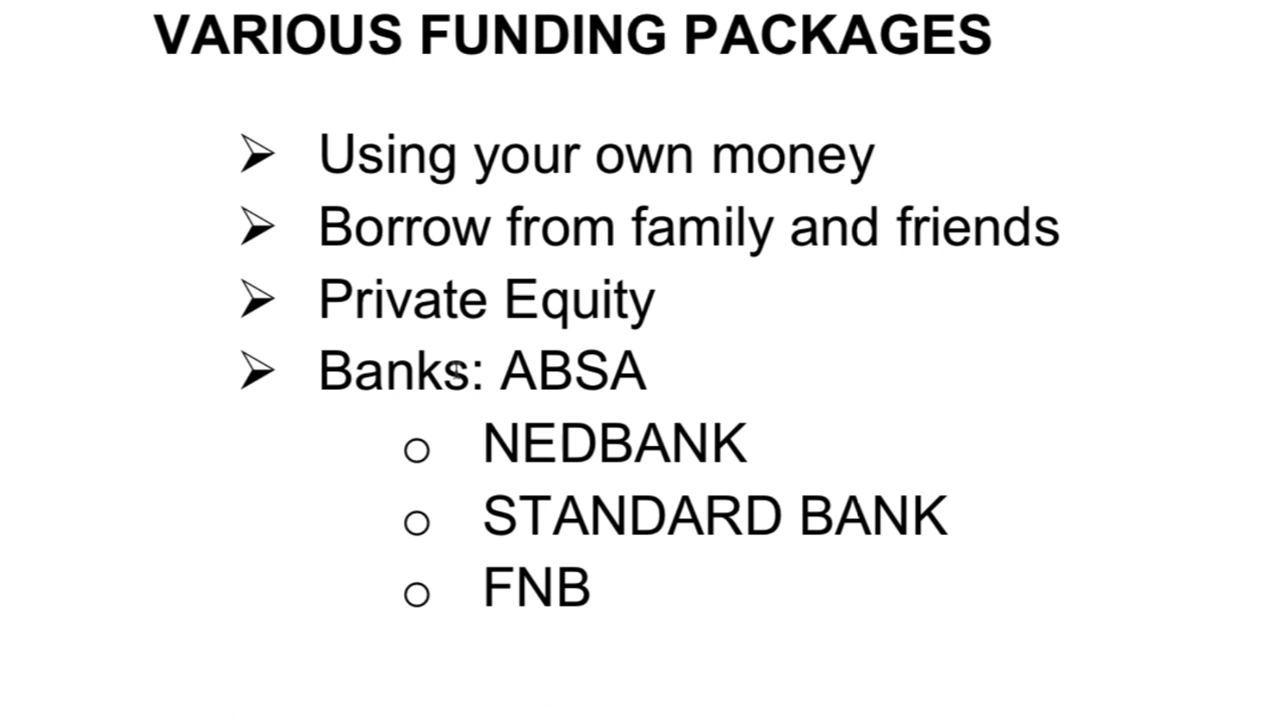 VARIOUS FUNDING PACKAGES
➢ Using your own money
➢ Borrow from family and friends
➢ Private Equity
➢ Banks: ABSA
o NEDBANK
o STANDARD BANK
o FNB